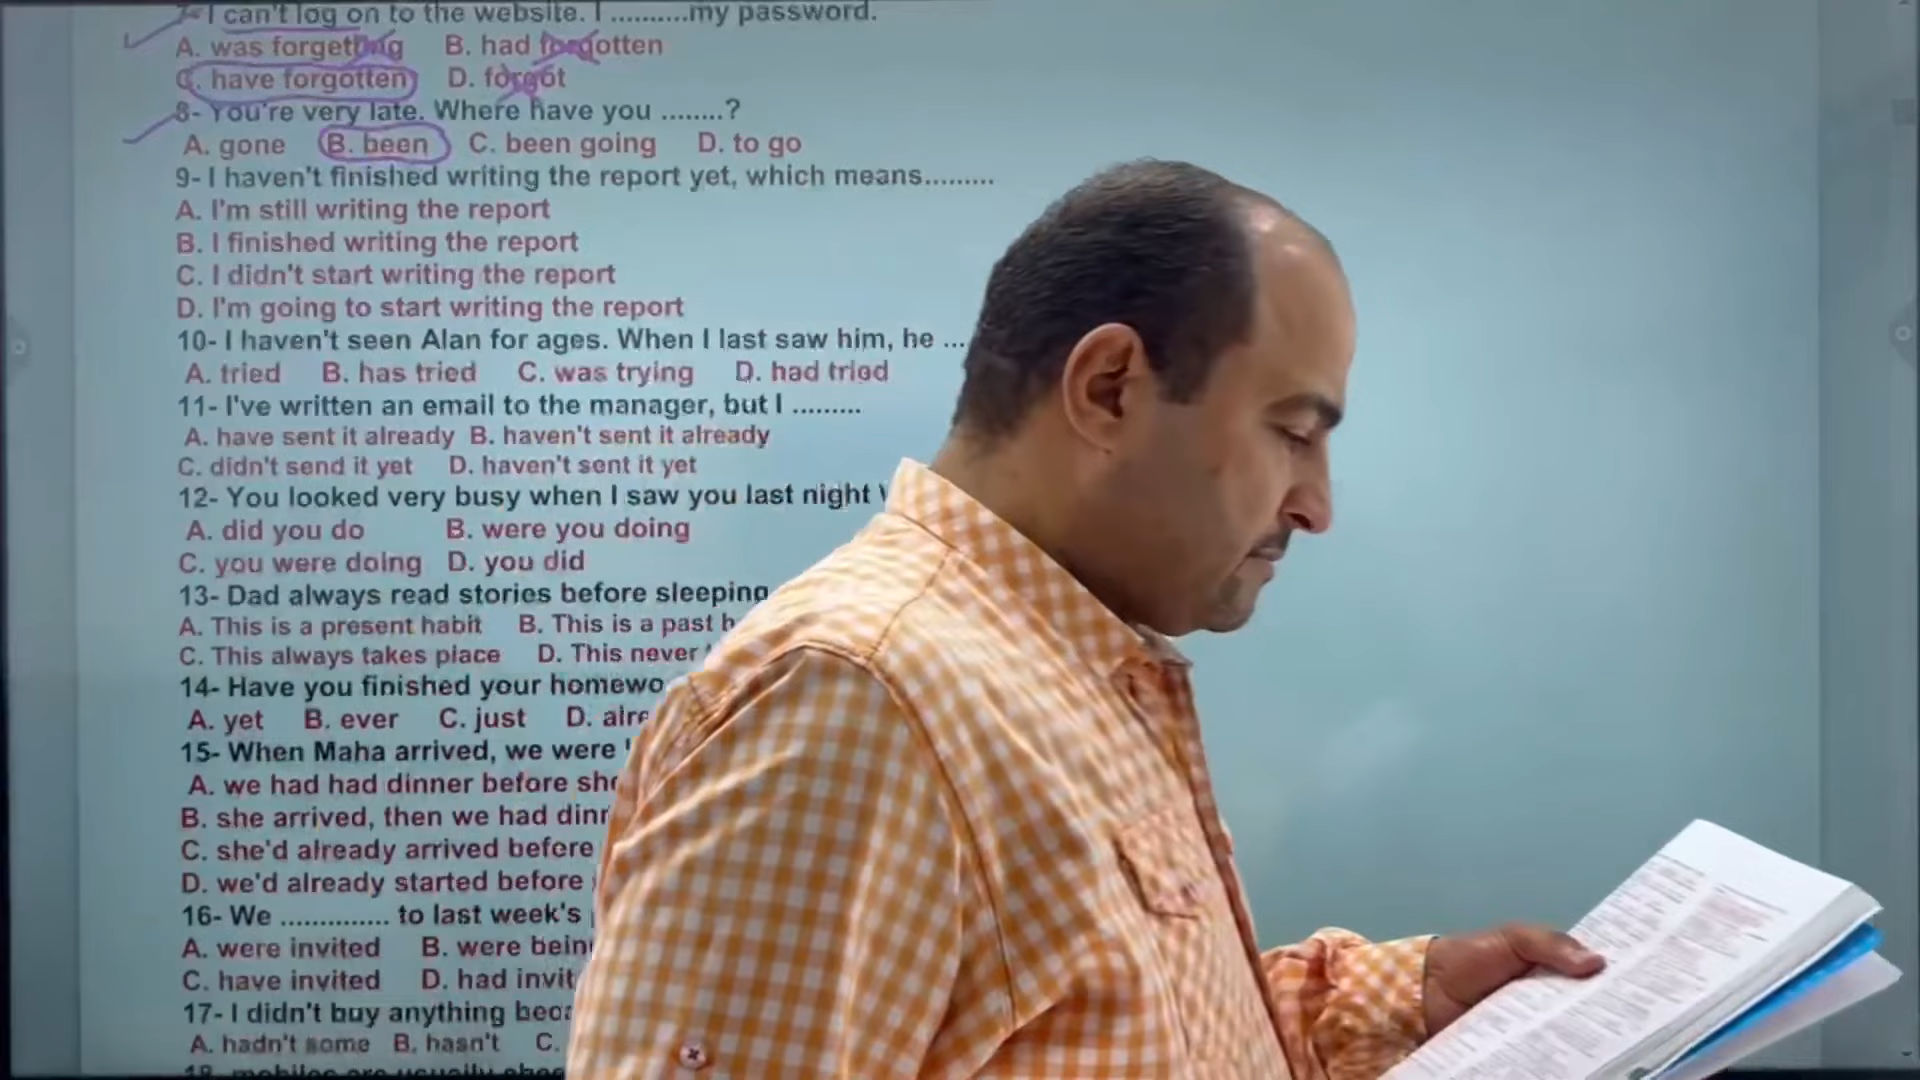 7- I can't log on to the website. I ..........my password.
A. was forgetting B. had forgotten
C. have forgotten D. forgot
8- You're very late. Where have you ........?
A. gone B. been C. been going D. to go
9- I haven't finished writing the report yet, which means.........
A. I'm still writing the report
B. I finished writing the report
C. I didn't start writing the report
D. I'm going to start writing the report
10- I haven't seen Alan for ages. When I last saw him, he ...
A. tried B. has tried C. was trying D. had tried
11- I've written an email to the manager, but I .........
A. have sent it already B. haven't sent it already
C. didn't send it yet D. haven't sent it yet
12- You looked very busy when I saw you last night
A. did you do B. were you doing
C. you were doing D. you did
13- Dad always read stories before sleeping
A. This is a present habit B. This is a past
C. This always takes place D. This never
14- Have you finished your
A. yet B. ever C. just D.
15- When Maha arrived, we were
A. we had had dinner before
B. she arrived, then we had
C. she'd already arrived before
D. we'd already started before
16- We .............. to last week's
A. were invited B. were
C. have invited D. had
17- I didn't buy anything
A. hadn't some B. hasn't C.
18- mobiles are usually